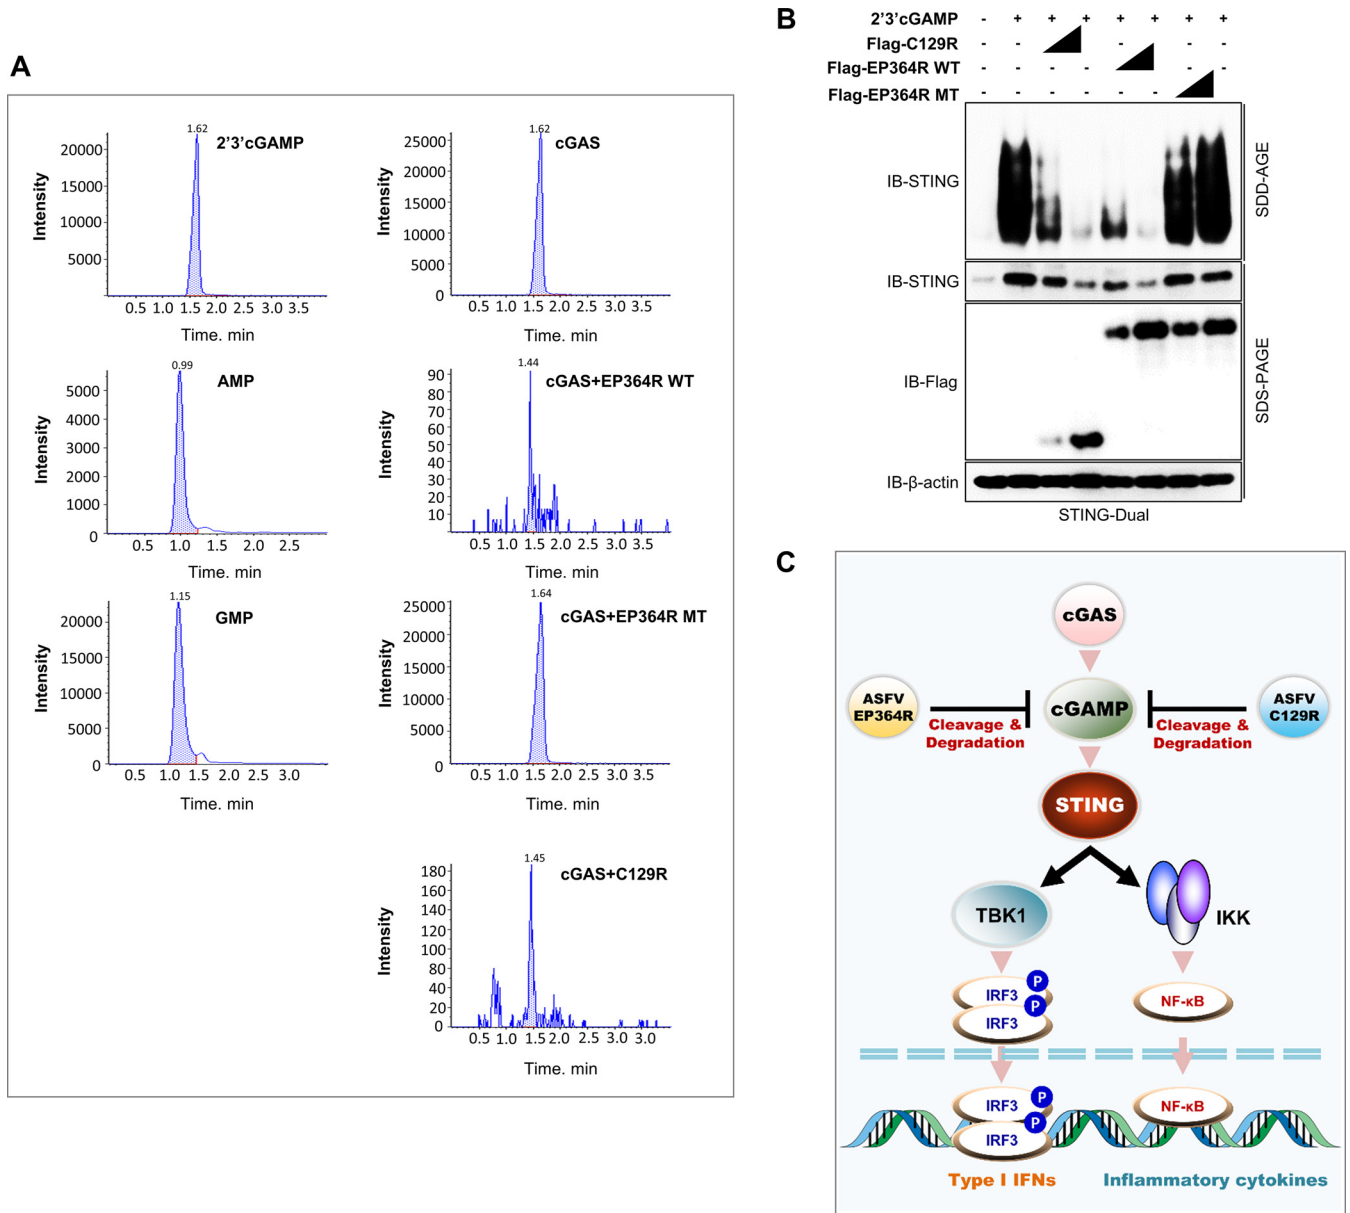 A
1.62
2'3'cGAMP
Intensity
20000
15000
10000
5000
0.5 1.0 1.5 2.0 2.5 3.0 3.5
Time. min
1.62
cGAS
Intensity
25000
20000
15000
10000
5000
0
0.5 1.0 1.5 2.0 2.5 3.0 3.5
Time. min
0.99
AMP
Intensity
5000
4000
3000
2000
1000
0
0.5 1.0 1.5 2.0 2.5
Time. min
1.44
cGAS+EP364R WT
Intensity
90
80
70
60
50
40
30
20
10
0.5 1.0 1.5 2.0 2.5 3.0 3.5
Time. min
1.15
GMP
Intensity
20000
15000
10000
5000
0
0.5 1.0 1.5 2.0 2.5 3.0
Time. min
1.64
cGAS+EP364R MT
Intensity
25000
20000
15000
10000
5000
0
0.5 1.0 1.5 2.0 2.5 3.0 3.5
Time. min
1.45
cGAS+C129R
Intensity
180
160
140
120
100
80
60
40
20
0
0.5 1.0 1.5 2.0 2.5 3.0
Time. min
B
2'3'cGAMP - + + + + + + +
Flag-C129R - - - - - -
Flag-EP364R WT - - - - - -
Flag-EP364R MT - - - - - -
IB-STING
SDD-AGE
IB-STING
IB-Flag
SDS-PAGE
IB-β-actin
STING-Dual
C
cGAS
ASFV
EP364R
Cleavage &
Degradation
cGAMP
Cleavage &
Degradation
ASFV
C129R
STING
TBK1
IKK
IRF3 P
IRF3 P
NF-κB
IRF3 P
IRF3 P
NF-κB
Type I IFNs
Inflammatory cytokines